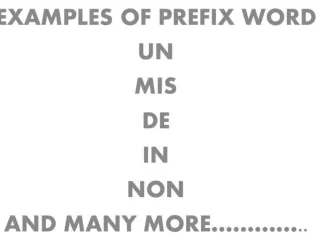 EXAMPLES OF PREFIX WORD
UN
MIS
DE
IN
NON
AND MANY MORE..............